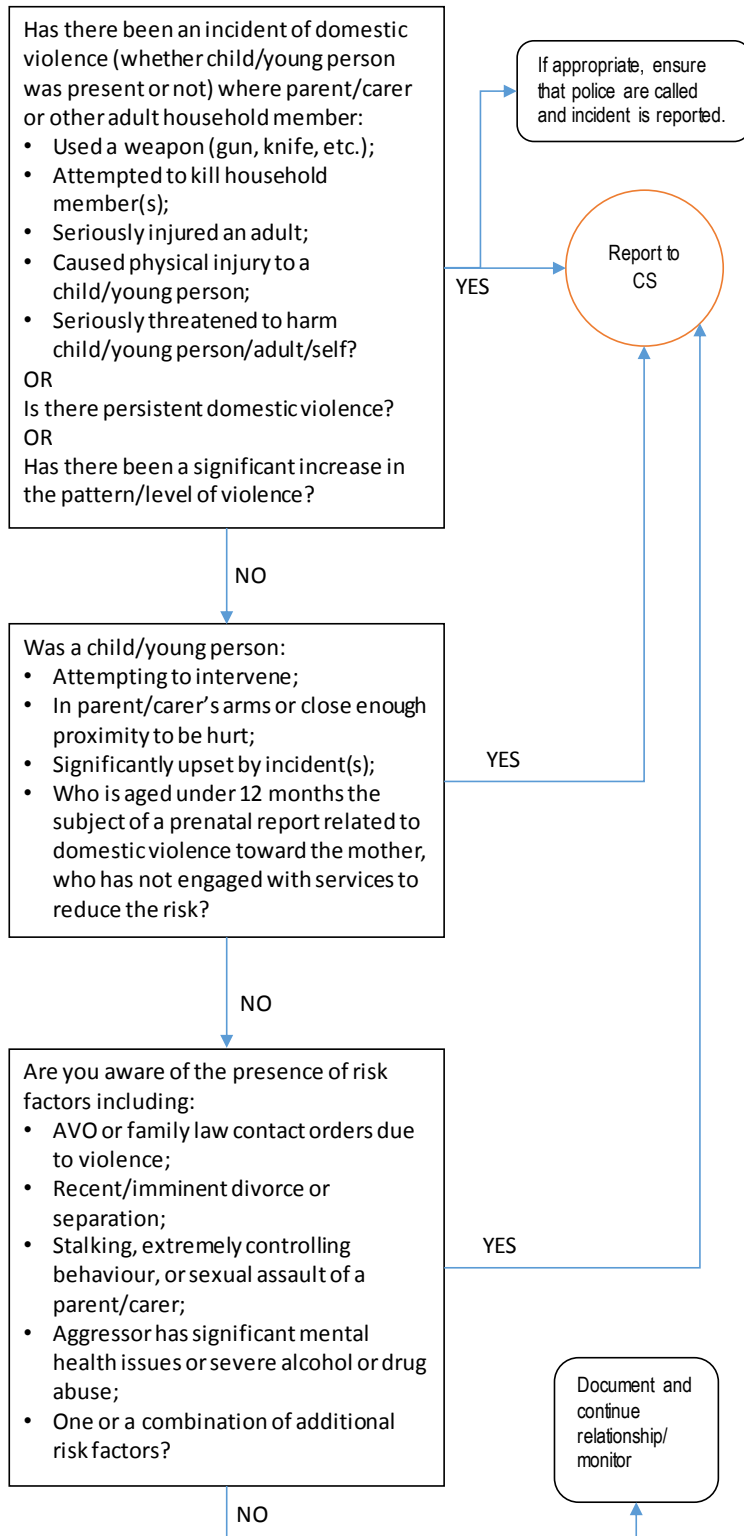 Has there been an incident of domestic
violence (whether child/young person
was present or not) where parent/carer
or other adult household member:
• Used a weapon (gun, knife, etc.);
• Attempted to kill household
member(s);
• Seriously injured an adult;
• Caused physical injury to a
child/young person;
• Seriously threatened to harm
child/young person/adult/self?
OR
Is there persistent domestic violence?
OR
Has there been a significant increase in
the pattern/level of violence?
If appropriate, ensure
that police are called
and incident is reported.
YES
Report to
CS
NO
Was a child/young person:
• Attempting to intervene;
• In parent/carer’s arms or close enough
proximity to be hurt;
• Significantly upset by incident(s);
• Who is aged under 12 months the
subject of a prenatal report related to
domestic violence toward the mother,
who has not engaged with services to
reduce the risk?
YES
NO
Are you aware of the presence of risk
factors including:
• AVO or family law contact orders due
to violence;
• Recent/imminent divorce or
separation;
• Stalking, extremely controlling
behaviour, or sexual assault of a
parent/carer;
• Aggressor has significant mental
health issues or severe alcohol or drug
abuse;
• One or a combination of additional
risk factors?
YES
Document and
continue
relationship/
monitor
NO